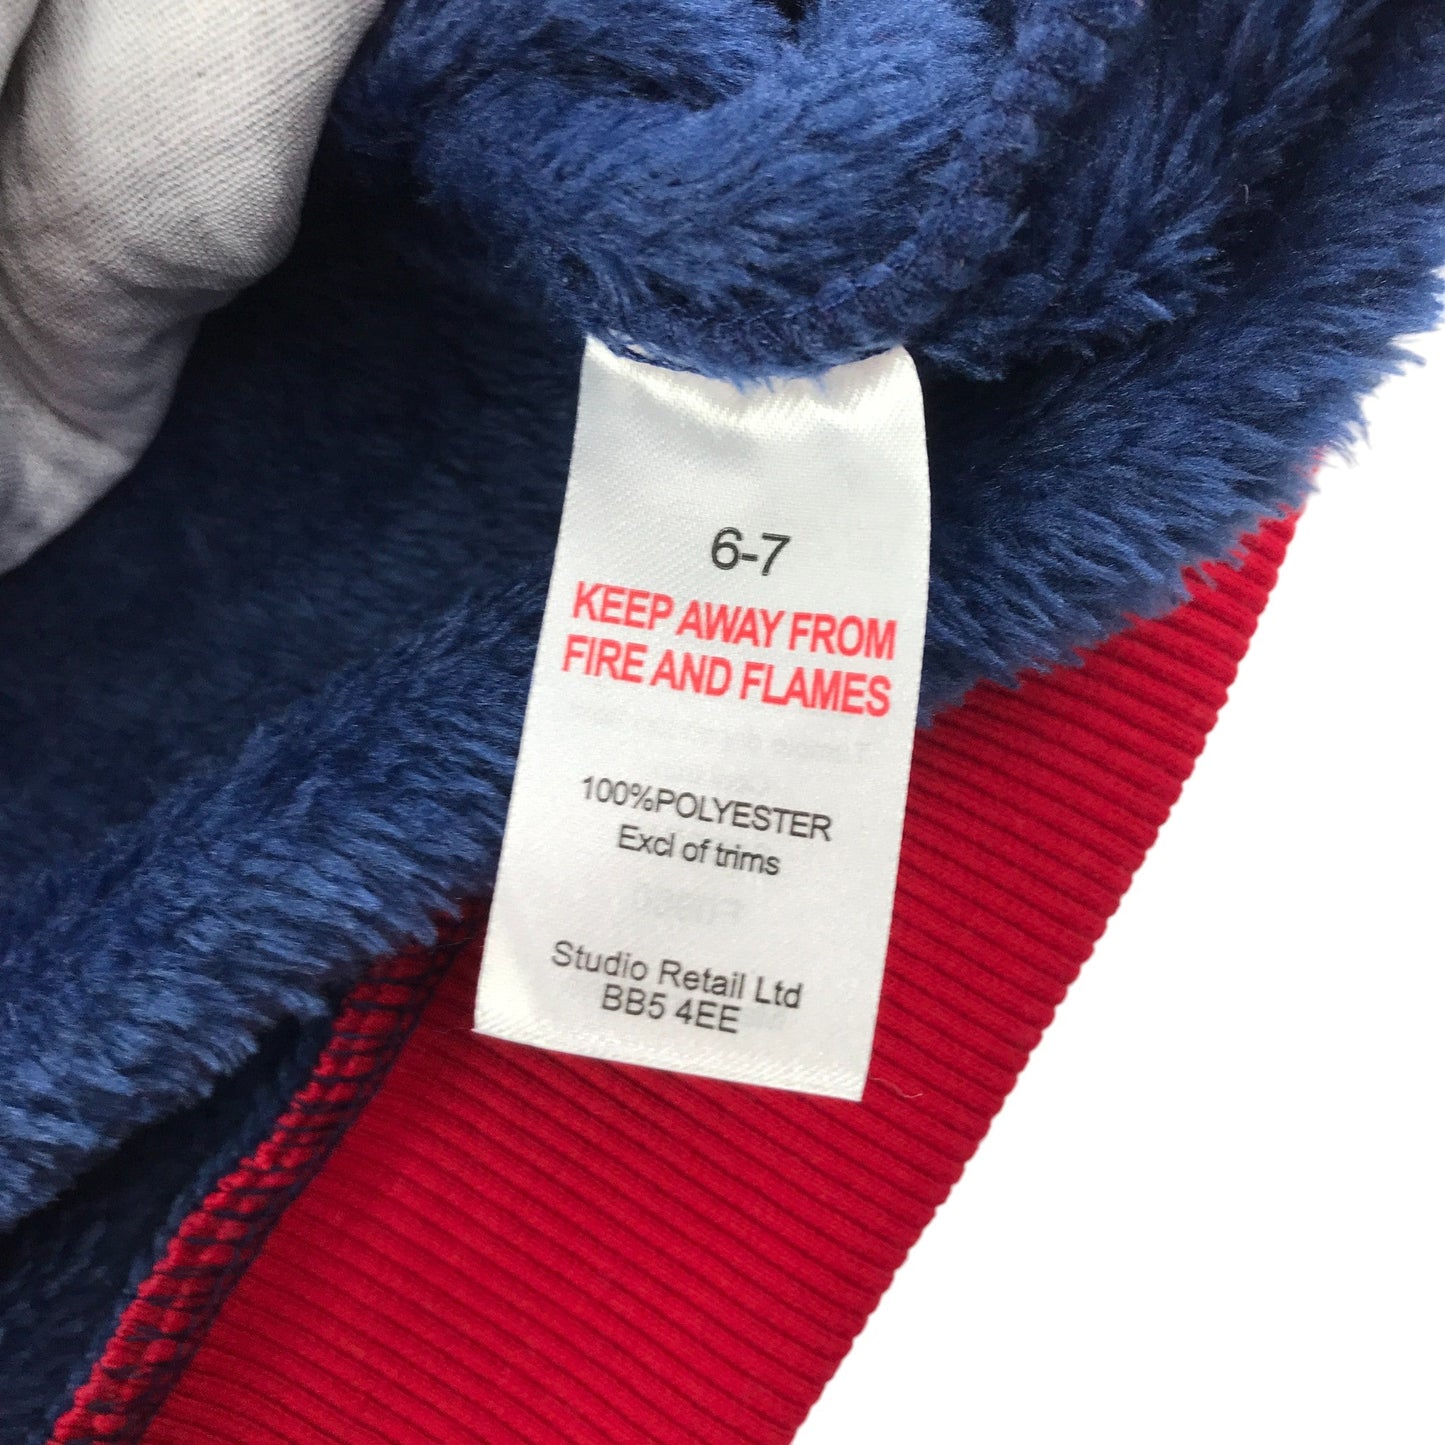 6-7
KEEP AWAY FROM
FIRE AND FLAMES
100%POLYESTER
Excl of trims
Studio Retail Ltd
BB5 4EE